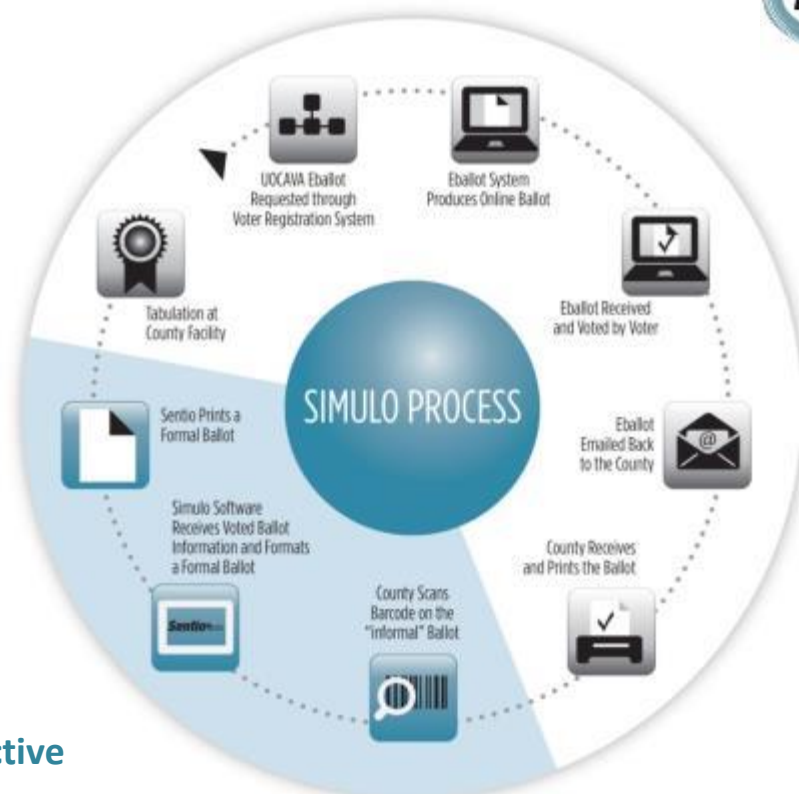 UOCAVA Eballot
Requested through
Voter Registration System
Eballot System
Produces Online Ballot
Eballot Received
and Voted by Voter
Eballot
Emailed Back
to the County
County Receives
and Prints the Ballot
County Scans
Barcode on the
"informal" Ballot
Simulo Software
Receives Voted Ballot
Information and Formats
a Formal Ballot
Sentio
Sentio Prints a
Formal Ballot
Tabulation at
County Facility
SIMULO PROCESS
@
ctive